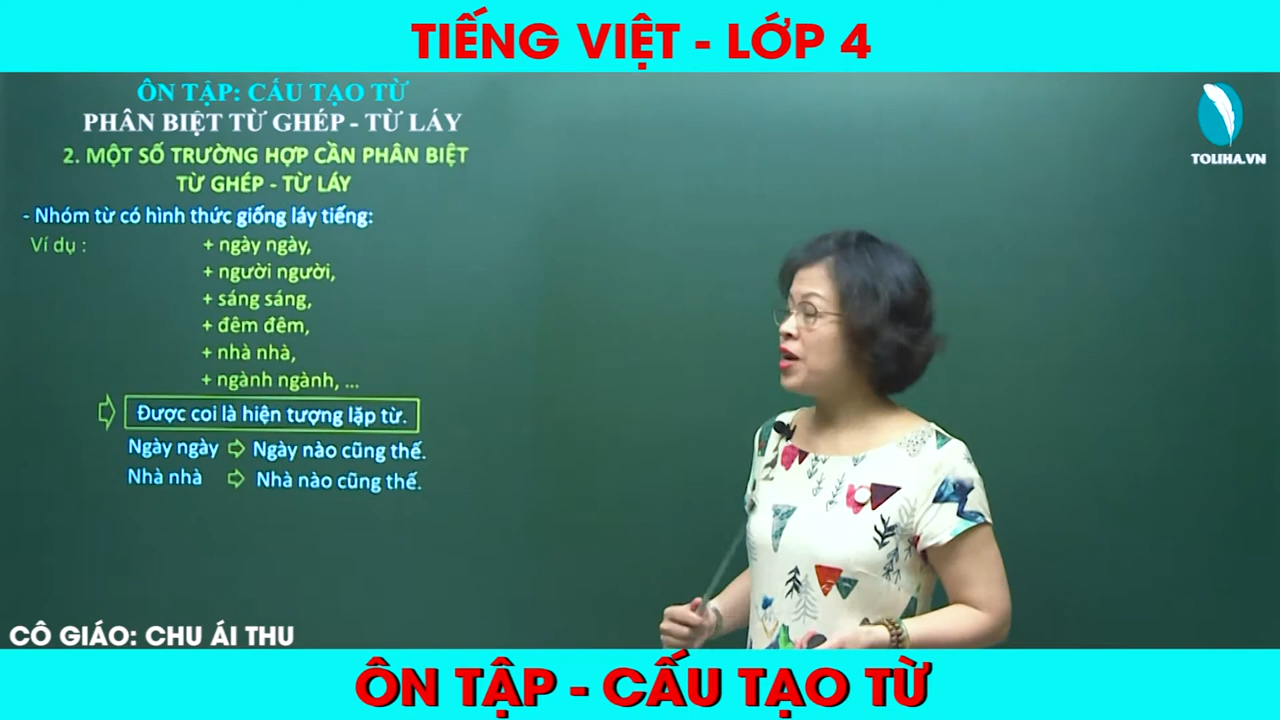 TIẾNG VIỆT - LỚP 4
ÔN TẬP: CẤU TẠO TỪ
PHÂN BIỆT TỪ GHÉP - TỪ LÁY
2. MỘT SỐ TRƯỜNG HỢP CẦN PHÂN BIỆT
TỪ GHÉP - TỪ LÁY
- Nhóm từ có hình thức giống láy tiếng:
Ví dụ : + ngày ngày,
+ người người,
+ sáng sáng,
+ đêm đêm,
+ nhà nhà,
+ ngành ngành, ...
Được coi là hiện tượng lặp từ.
Ngày ngày ⇨ Ngày nào cũng thế.
Nhà nhà ⇨ Nhà nào cũng thế.
TOLIHA.VN
CÔ GIÁO: CHU ÁI THU
ÔN TẬP - CẤU TẠO TỪ